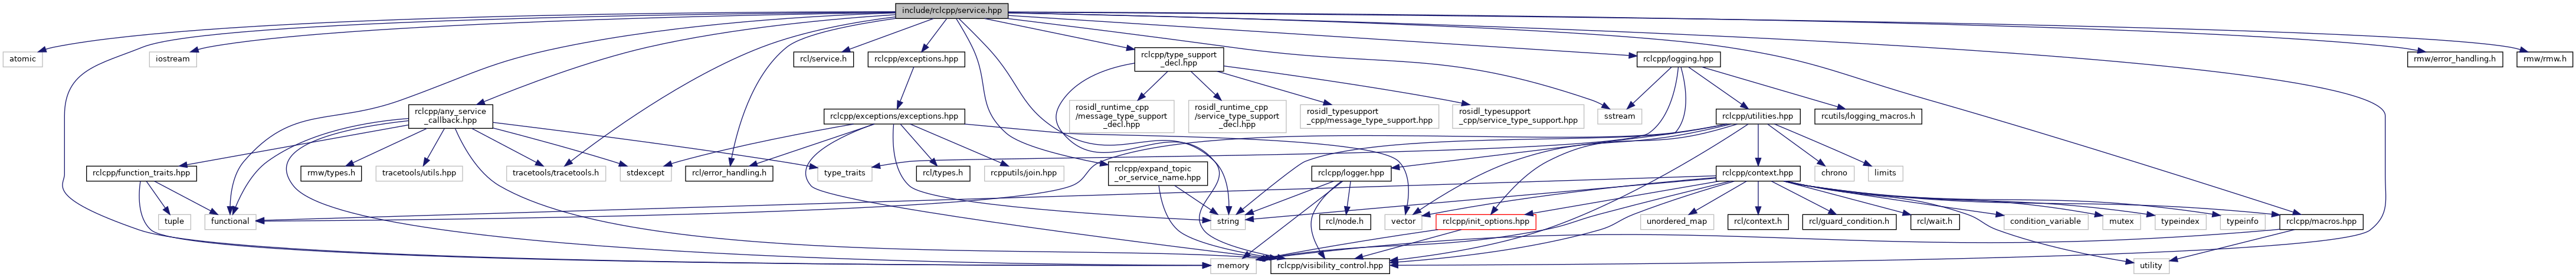 include/rclcpp/service.hpp
atomic
iostream
rcl/service.h
rclcpp/exceptions.hpp
rclcpp/type_support
_decl.hpp
rclcpp/logging.hpp
rmw/error_handling.h
rmw/rmw.h
rclcpp/any_service
_callback.hpp
rclcpp/exceptions/exceptions.hpp
rosidl_runtime_cpp
/message_type_support
_decl.hpp
rosidl_runtime_cpp
/service_type_support
_decl.hpp
rosidl_typesupport
_cpp/message_type_support.hpp
rosidl_typesupport
_cpp/service_type_support.hpp
sstream
rclcpp/utilities.hpp
rcutils/logging_macros.h
rclcpp/function_traits.hpp
rmw/types.h
tracetools/utils.hpp
tracetools/tracetools.h
stdexcept
rcl/error_handling.h
type_traits
rcl/types.h
rcpputils/join.hpp
rclcpp/expand_topic
_or_service_name.hpp
rclcpp/logger.hpp
rclcpp/context.hpp
chrono
limits
tuple
functional
string
rcl/node.h
vector
rclcpp/init_options.hpp
unordered_map
rcl/context.h
rcl/guard_condition.h
rcl/wait.h
condition_variable
mutex
typeindex
typeinfo
rclcpp/macros.hpp
memory
rclcpp/visibility_control.hpp
utility